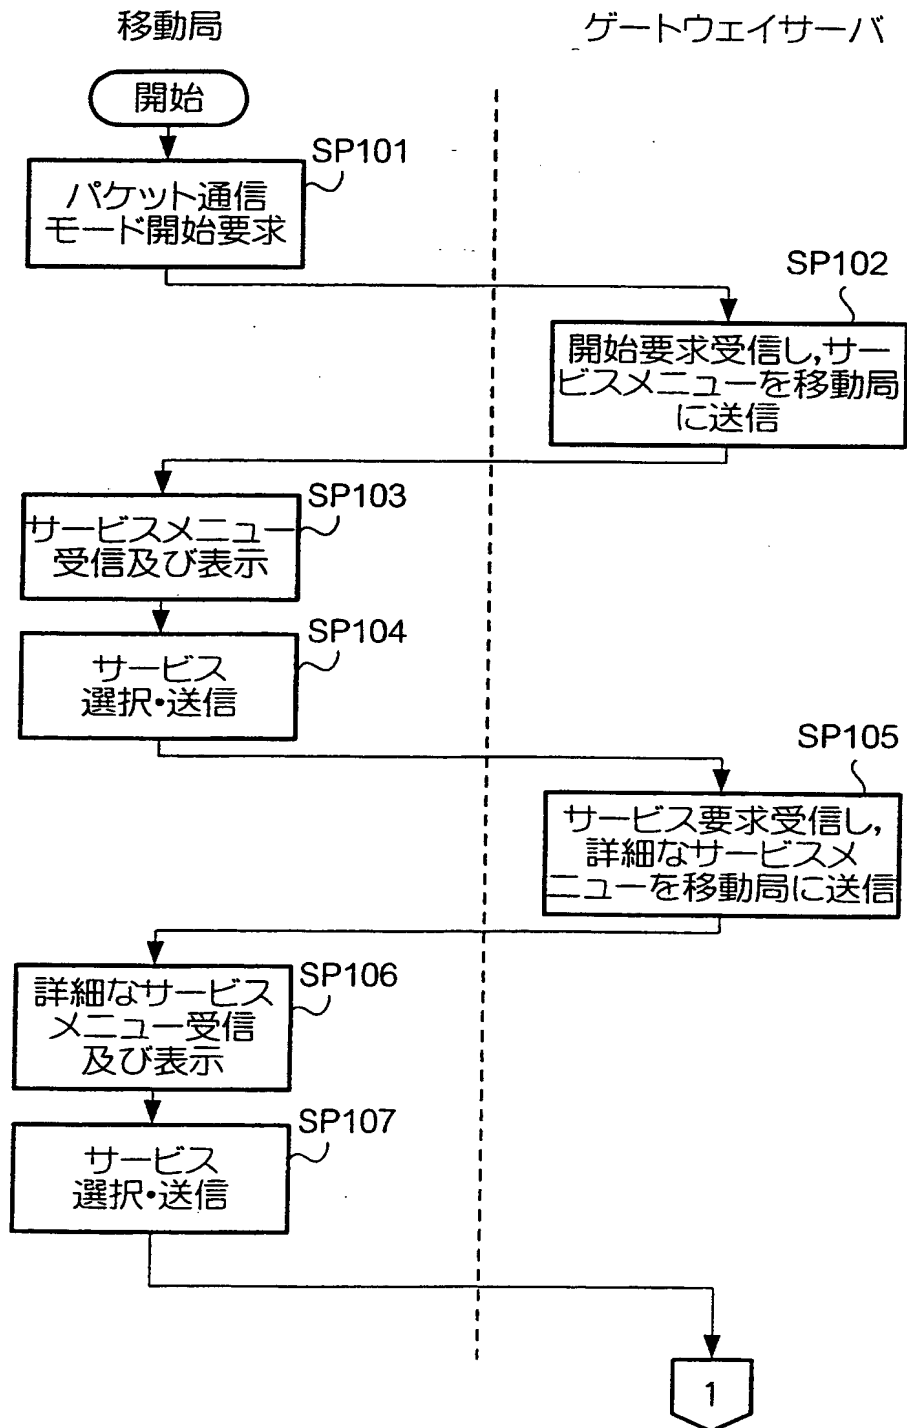 移動局
ゲートウェイサーバ
開始
SP101
パケット通信
モード開始要求
SP102
開始要求受信し,サー
ビスメニューを移動局
に送信
SP103
サービスメニュー
受信及び表示
SP104
サービス
選択・送信
SP105
サービス要求受信し,
詳細なサービスメ
ニューを移動局に送信
SP106
詳細なサービス
メニュー受信
及び表示
SP107
サービス
選択・送信
1